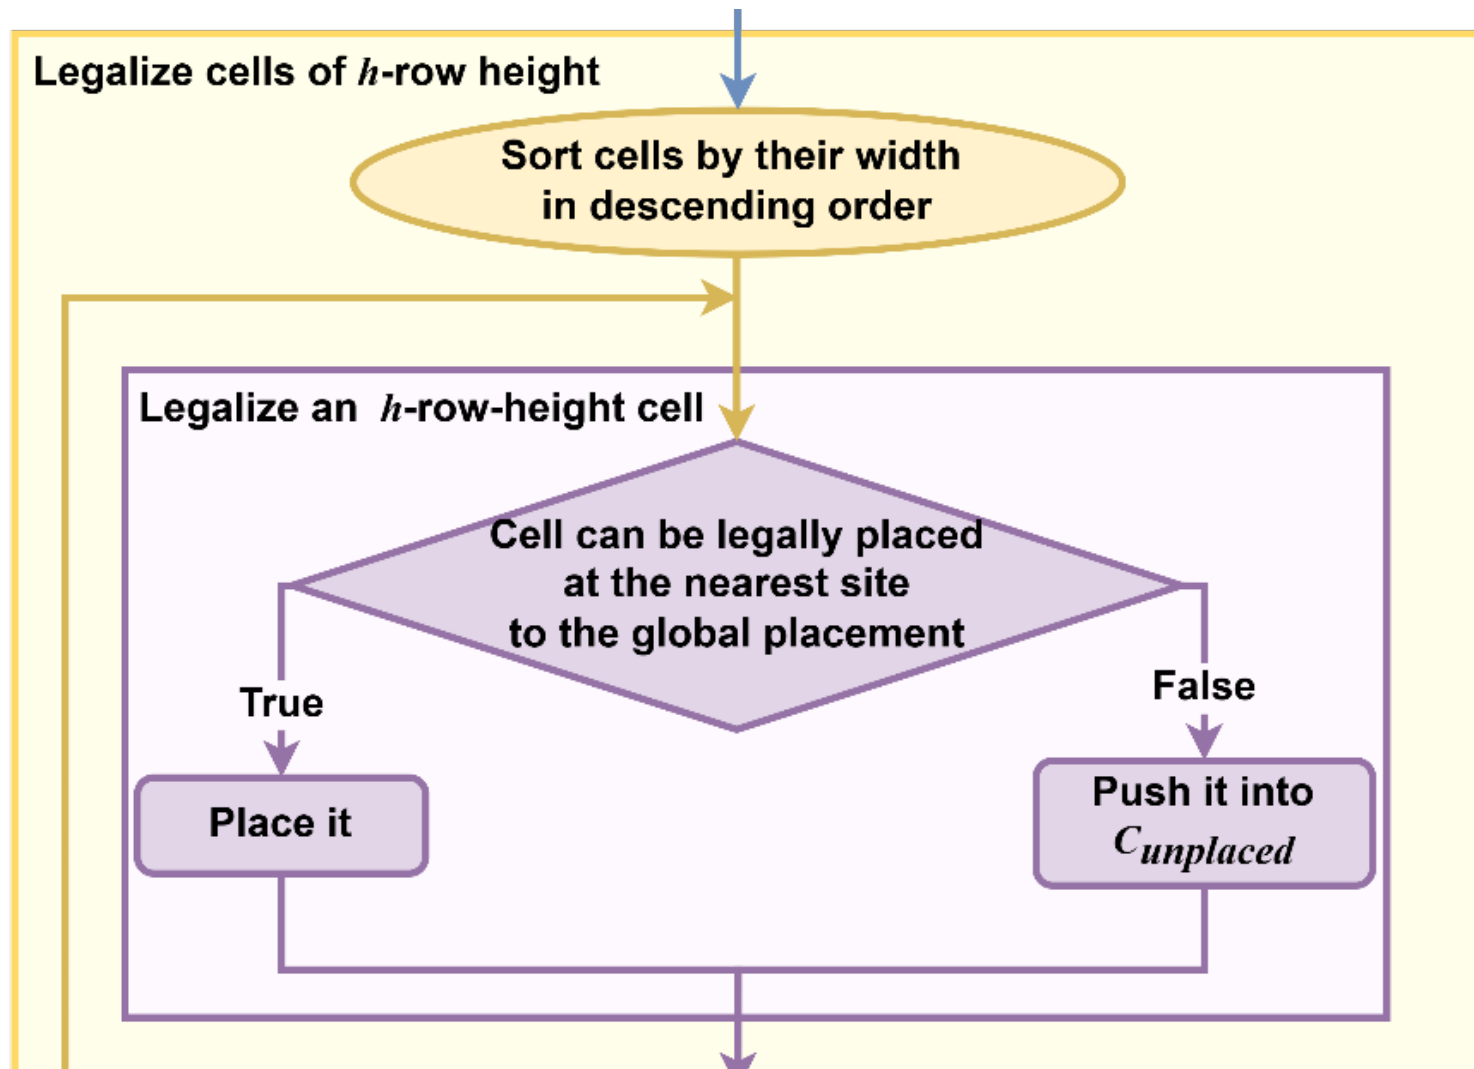 Legalize cells of h-row height
Sort cells by their width
in descending order
Legalize an h-row-height cell
Cell can be legally placed
at the nearest site
to the global placement
True
False
Place it
Push it into
C_unplaced